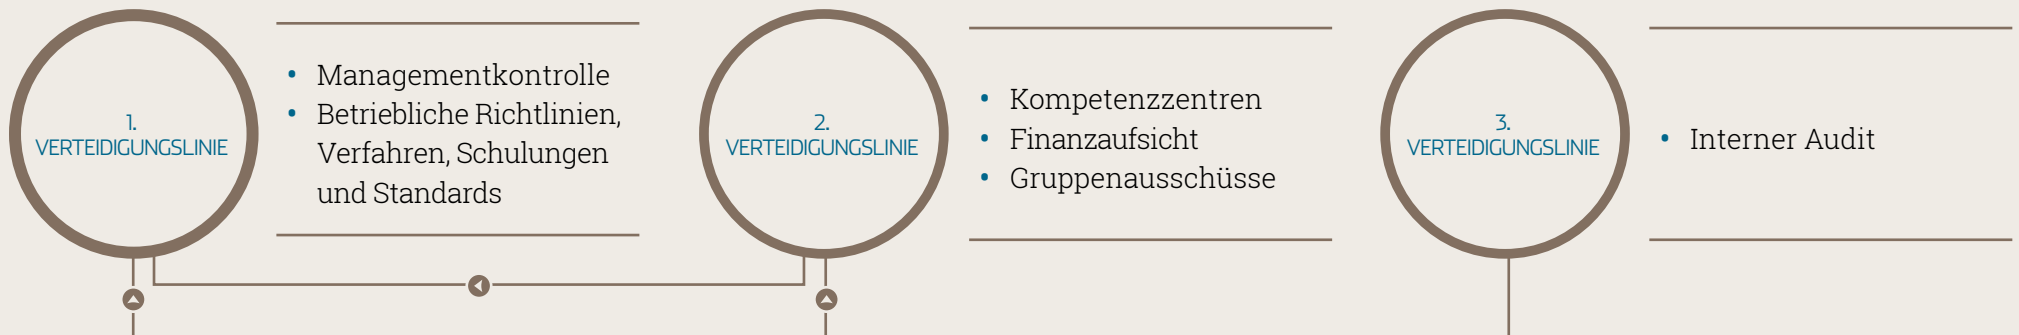 1.
VERTEIDIGUNGSLINIE
• Managementkontrolle
• Betriebliche Richtlinien,
Verfahren, Schulungen
und Standards
2.
VERTEIDIGUNGSLINIE
• Kompetenzzentren
• Finanzaufsicht
• Gruppenausschüsse
3.
VERTEIDIGUNGSLINIE
• Interner Audit